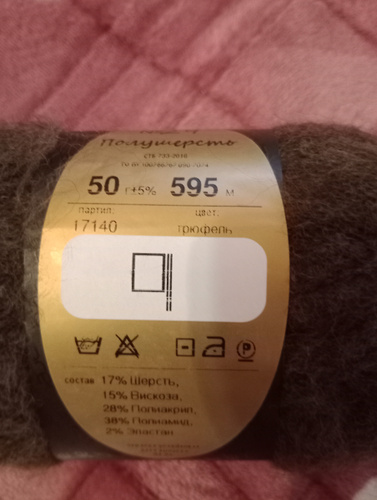 Полушерсть
СТБ 723-2010
50 г±5% 595 м
партия: цвет:
17140 трюфель
P
состав 17% Шерсть,
15% Вискоза,
28% Полиакрил,
38% Полиамид,
2% Эластан